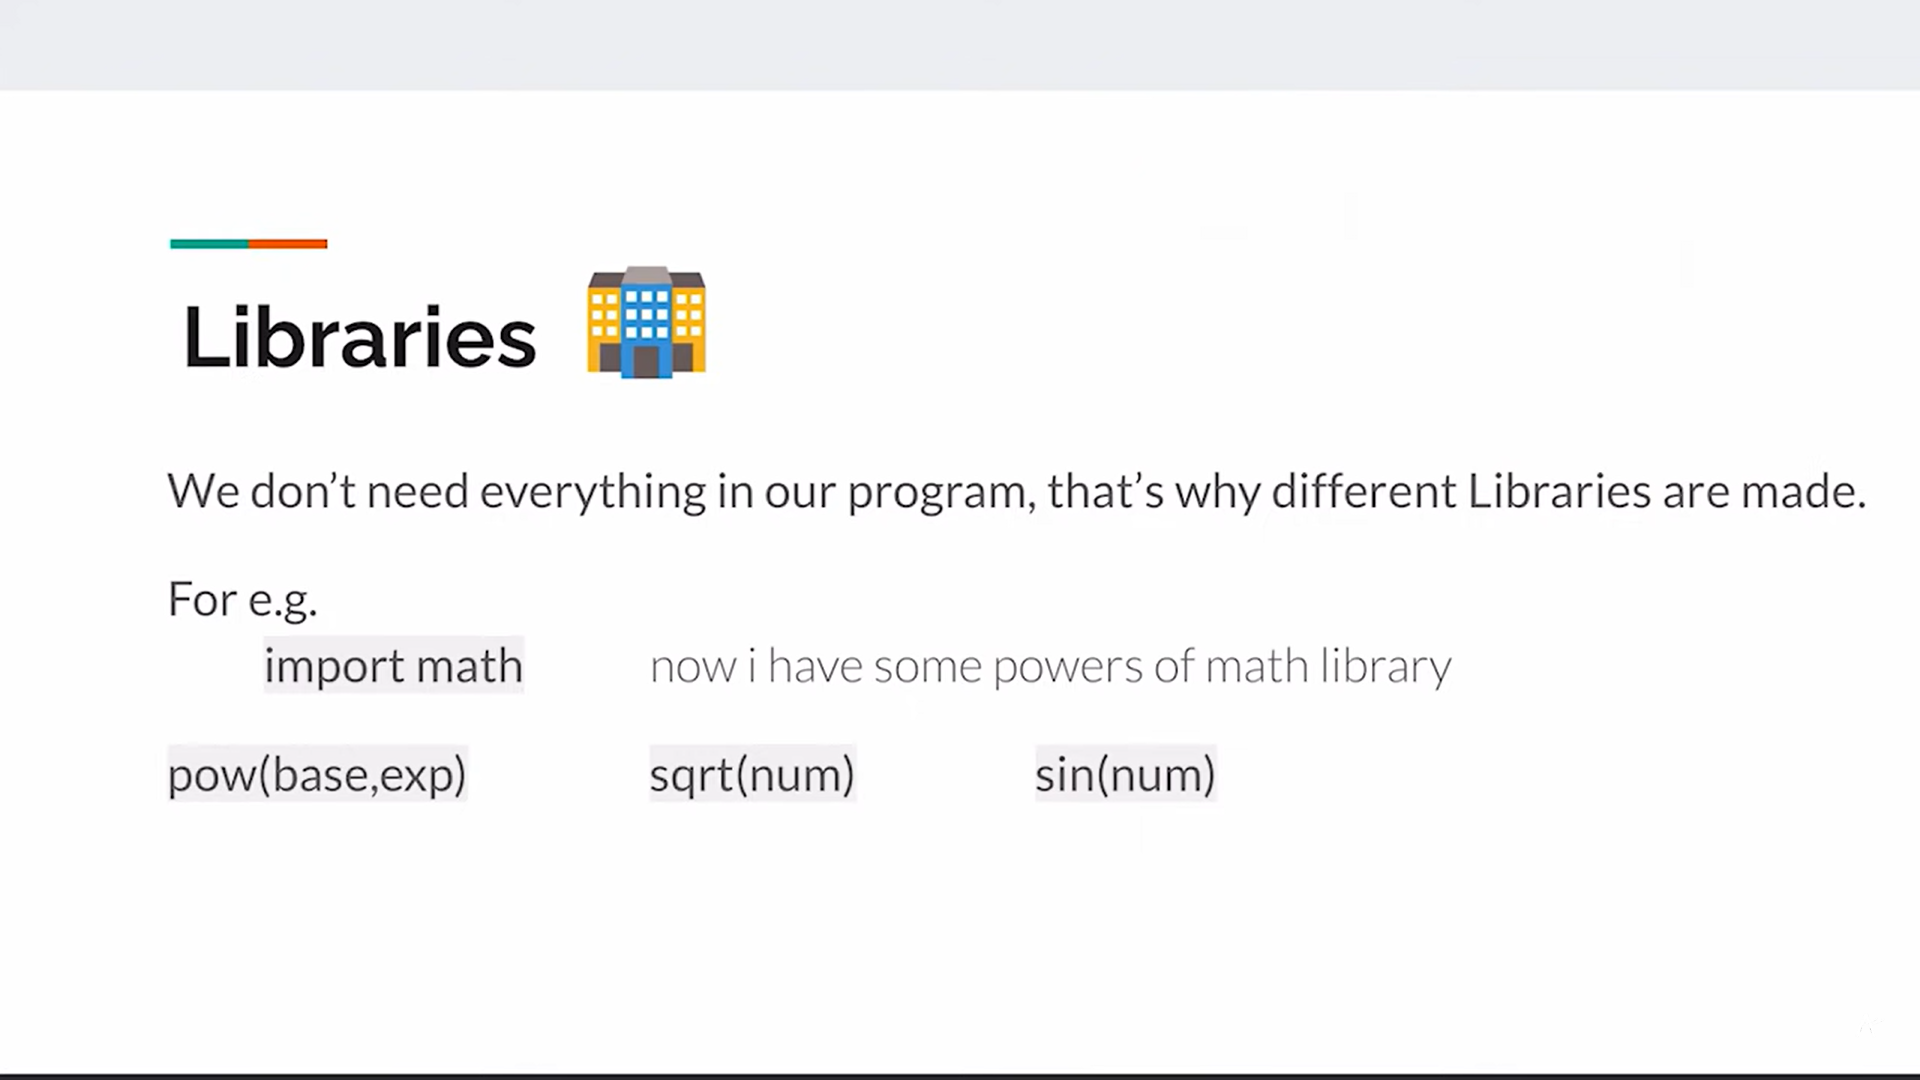 Libraries
We don't need everything in our program, that's why different Libraries are made.
For e.g.
import math now i have some powers of math library
pow(base,exp) sqrt(num) sin(num)